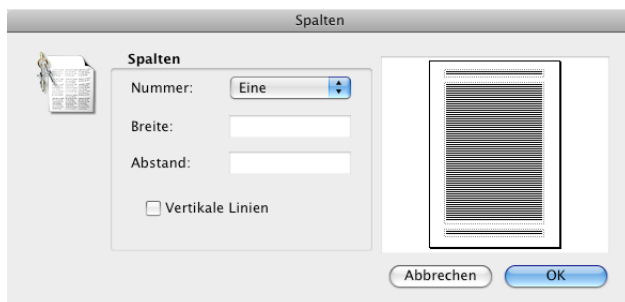 Spalten
Spalten
Nummer: Eine
Breite:
Abstand:
Vertikale Linien
Abbrechen OK